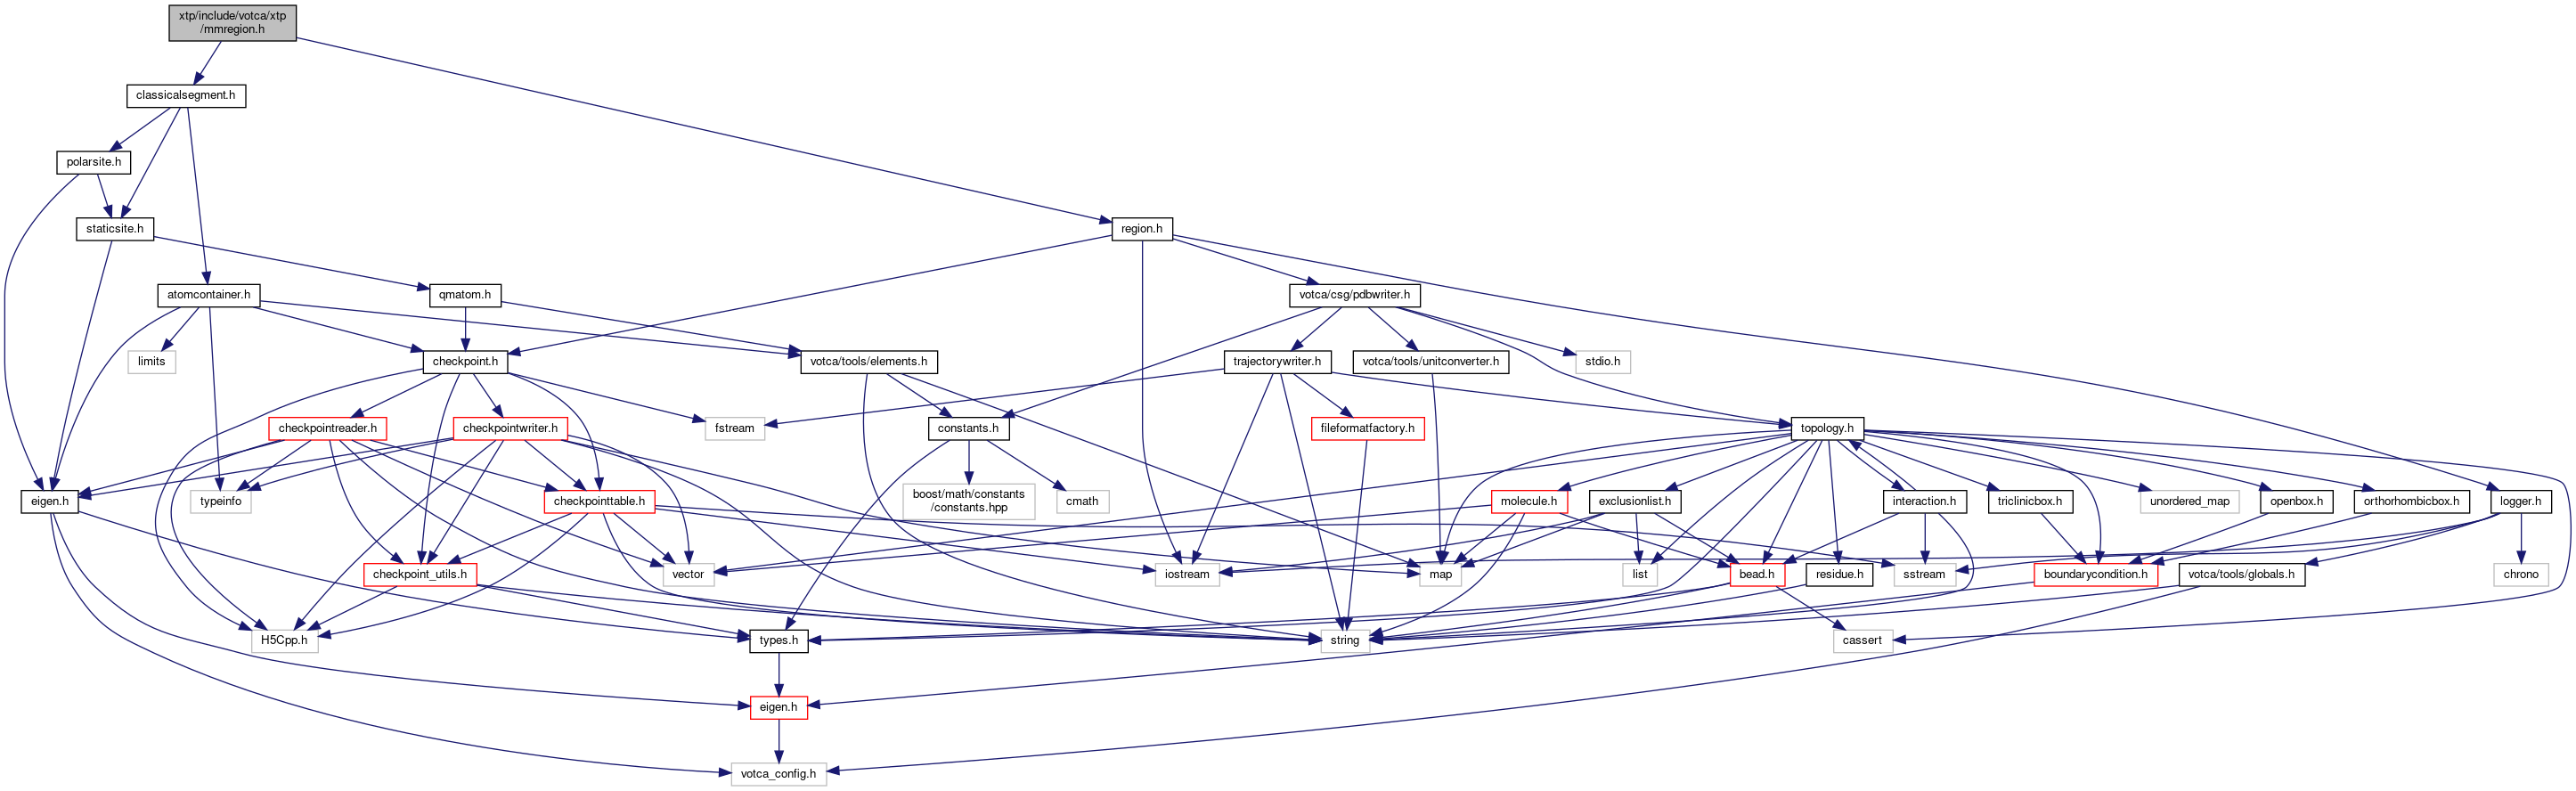 xtp/include/votca/xtp
/mmregion.h
classicalsegment.h
polarsite.h
staticsite.h
region.h
atomcontainer.h
qmatom.h
votca/csg/pdbwriter.h
limits
checkpoint.h
votca/tools/elements.h
trajectorywriter.h
votca/tools/unitconverter.h
stdio.h
checkpointreader.h
checkpointwriter.h
fstream
constants.h
fileformatfactory.h
topology.h
eigen.h
typeinfo
checkpointtable.h
boost/math/constants
/constants.hpp
cmath
molecule.h
exclusionlist.h
interaction.h
triclinicbox.h
unordered_map
openbox.h
orthorhombicbox.h
logger.h
checkpoint_utils.h
vector
iostream
map
list
bead.h
residue.h
sstream
boundarycondition.h
votca/tools/globals.h
chrono
H5Cpp.h
types.h
string
cassert
eigen.h
votca_config.h